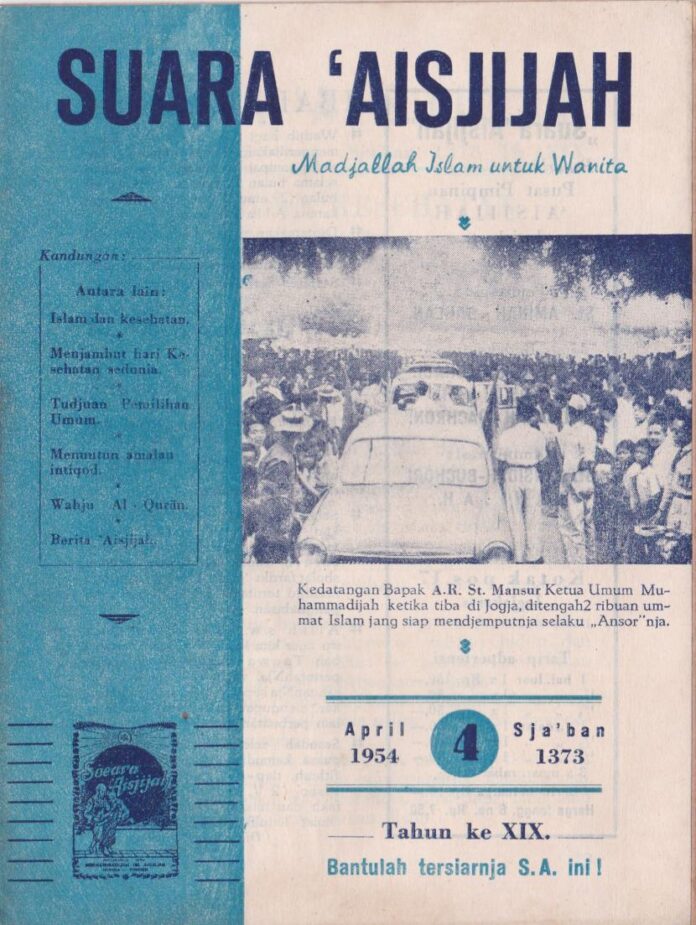 SUARA 'AISJIJAH
Madjallah Islam untuk Wanita
Kandungan:
Antara lain:
Islam dan kesehatan.
Menjambut hari Ke-
sehatan sedunia.
Tudjuan Pemilihan
Umum.
Menuntun amalan
intiqod.
Wahju Al-Qurän.
Berita 'Aisjijah.
Kedatangan Bapak A.R. St. Mansur Ketua Umum Mu-
hammadijah ketika tiba di Jogja, ditengah2 ribuan um-
mat Islam jang siap mendjemputnja selaku „Ansor"nja.
April
1954
4
Sja'ban
1373
Tahun ke XIX.
Bantulah tersiarnja S.A. ini!
Soeara
Aisjijah